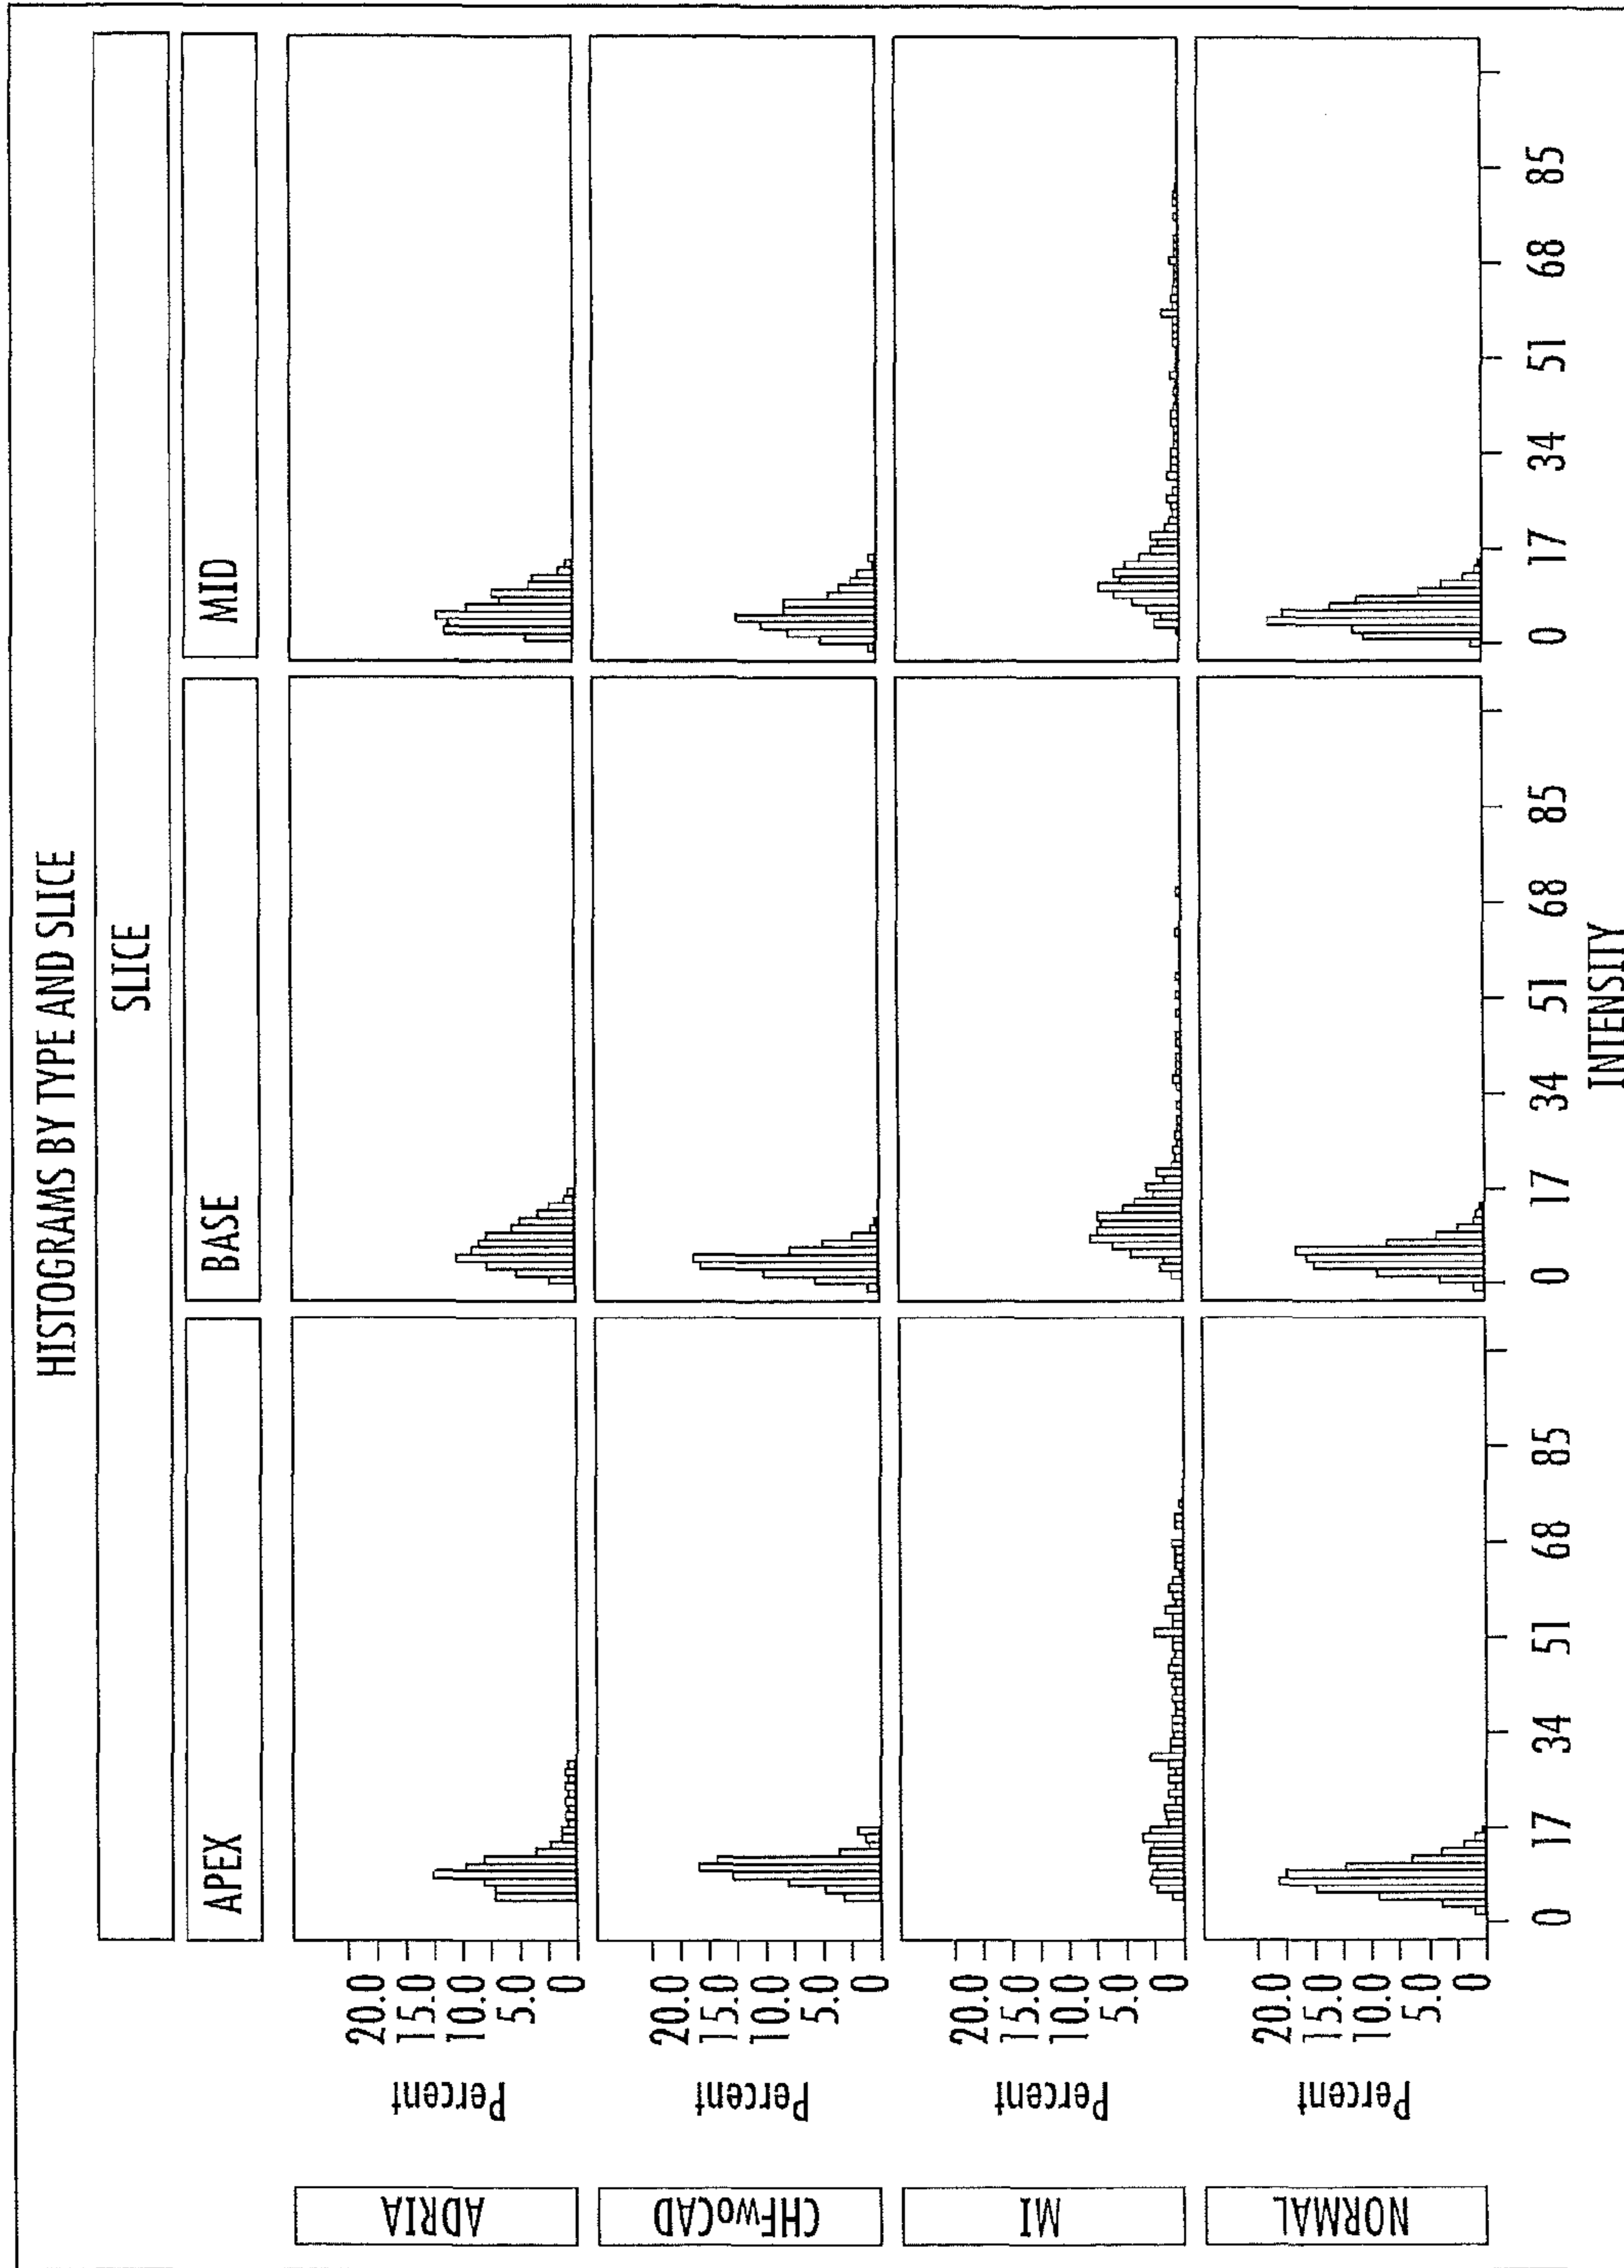 HISTOGRAMS BY TYPE AND SLICE
SLICE
APEX BASE MID
ADRIA
Percent
20.0
15.0
10.0
5.0
0
CHFwoCAD
Percent
20.0
15.0
10.0
5.0
0
MI
Percent
20.0
15.0
10.0
5.0
0
NORMAL
Percent
20.0
15.0
10.0
5.0
0
0 17 34 51 68 85 0 17 34 51 68 85 0 17 34 51 68 85
INTENSITY